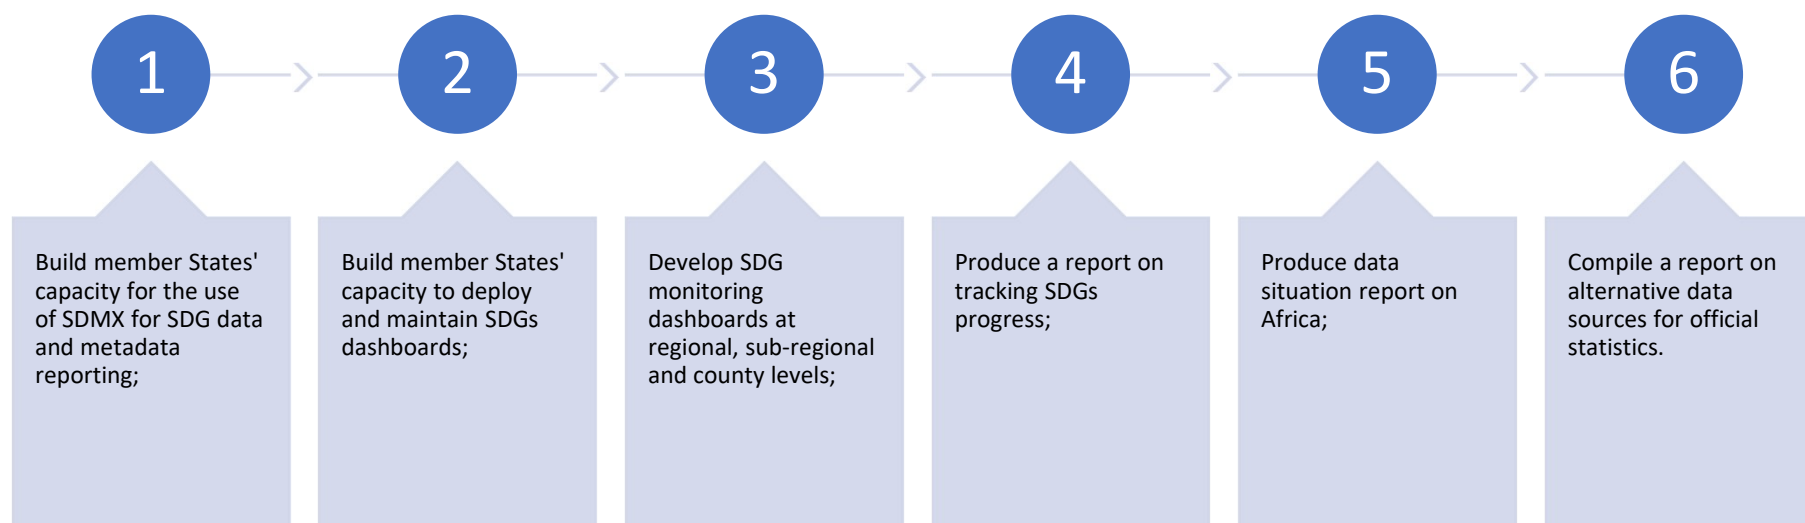 1
2
3
4
5
6
Build member States'
capacity for the use
of SDMX for SDG data
and metadata
reporting;
Build member States'
capacity to deploy
and maintain SDGs
dashboards;
Develop SDG
monitoring
dashboards at
regional, sub-regional
and county levels;
Produce a report on
tracking SDGs
progress;
Produce data
situation report on
Africa;
Compile a report on
alternative data
sources for official
statistics.